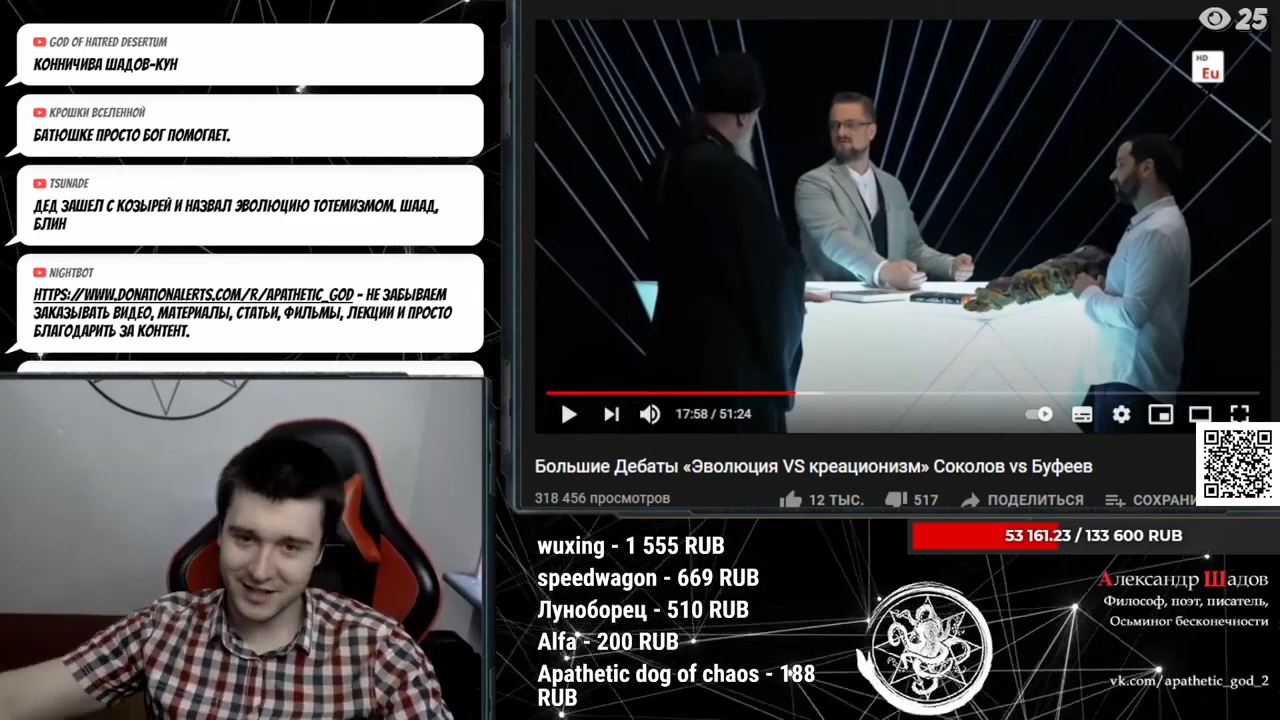 GOD OF HATRED DESERTUM
КОННИЧИВА ШАДОВ-КУН
КРОШКИ ВСЕЛЕННОЙ
БАТЮШКЕ ПРОСТО БОГ ПОМОГАЕТ.
TSUNADE
ДЕД ЗАШЕЛ С КОЗЫРЕЙ И НАЗВАЛ ЭВОЛЮЦИЮ ТОТЕМИЗМОМ. ШААД,
БЛИН
NIGHTBOT
HTTPS://WWW.DONATIONALERTS.COM/R/APATHETIC_GOD - НЕ ЗАБЫВАЕМ
ЗАКАЗЫВАТЬ ВИДЕО, МАТЕРИАЛЫ, СТАТЬИ, ФИЛЬМЫ, ЛЕКЦИИ И ПРОСТО
БЛАГОДАРИТЬ ЗА КОНТЕНТ.
25
HD
Eu
17:58 / 51:24
Большие Дебаты «Эволюция VS креационизм» Соколов vs Буфеев
318 456 просмотров
12 ТЫС.
517
ПОДЕЛИТЬСЯ
СОХРАНИ
53 161.23 / 133 600 RUB
wuxing - 1 555 RUB
speedwagon - 669 RUB
Луноборец - 510 RUB
Alfa - 200 RUB
Apathetic dog of chaos - 188
RUB
Александр Шадов
Философ, поэт, писатель,
Осьминог бесконечности
vk.com/apathetic_god_2